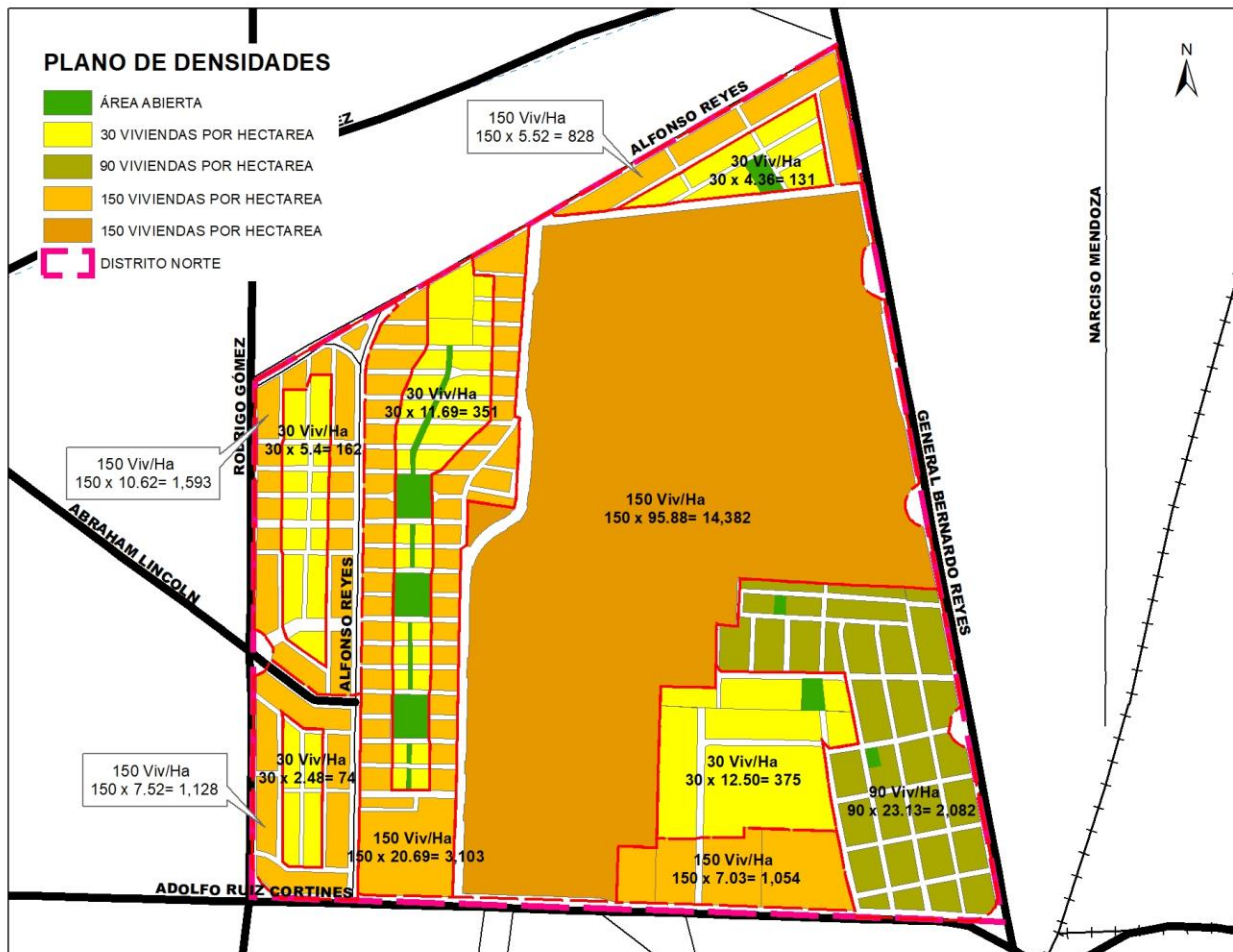 PLANO DE DENSIDADES
ÁREA ABIERTA
30 VIVIENDAS POR HECTAREA
90 VIVIENDAS POR HECTAREA
150 VIVIENDAS POR HECTAREA
150 VIVIENDAS POR HECTAREA
DISTRITO NORTE
N
ALFONSO REYES
150 Viv/Ha
150 x 5.52 = 828
30 Viv/Ha
30 x 4.36= 131
NARCISO MENDOZA
RODRIGO GÓMEZ
30 Viv/Ha
30 x 11.69= 351
30 Viv/Ha
30 x 5.4= 162
150 Viv/Ha
150 x 10.62= 1,593
GENERAL BERNARDO REYES
150 Viv/Ha
150 x 95.88= 14,382
ABRAHAM LINCOLN
ALFONSO REYES
30 Viv/Ha
30 x 2.48= 74
150 Viv/Ha
150 x 7.52= 1,128
30 Viv/Ha
30 x 12.50= 375
90 Viv/Ha
90 x 23.13= 2,082
150 Viv/Ha
150 x 20.69= 3,103
150 Viv/Ha
150 x 7.03= 1,054
ADOLFO RUIZ CORTINES